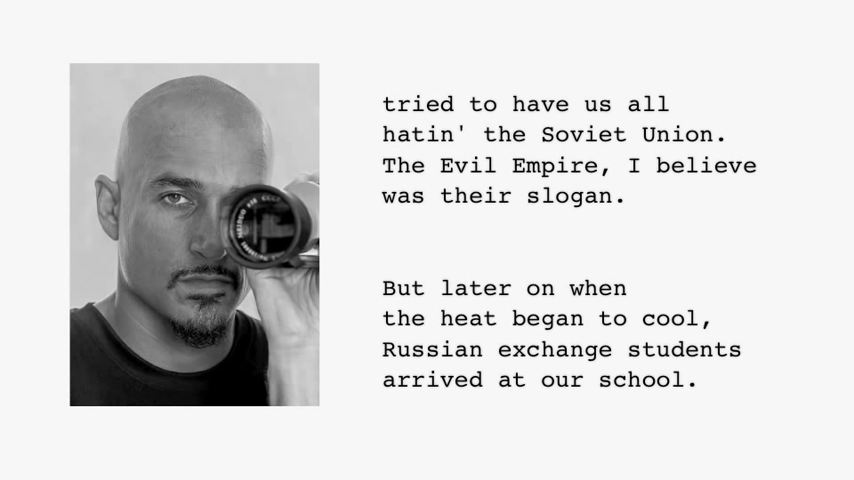 tried to have us all
hatin' the Soviet Union.
The Evil Empire, I believe
was their slogan.
But later on when
the heat began to cool,
Russian exchange students
arrived at our school.